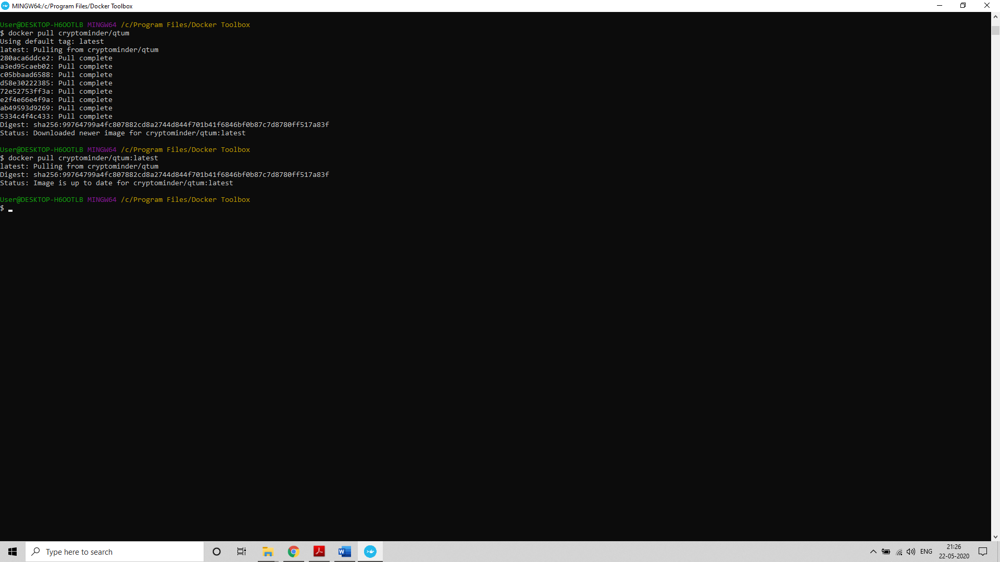 MINGW64:/c/Program Files/Docker Toolbox
User@DESKTOP-H6OOTLB MINGW64 /c/Program Files/Docker Toolbox
$ docker pull cryptominder/qtum
Using default tag: latest
latest: Pulling from cryptominder/qtum
280aca6ddce2: Pull complete
a3ed95caeb02: Pull complete
c05bbaad6588: Pull complete
d58e30222385: Pull complete
72e52753ff3a: Pull complete
e2f4e66e4f9a: Pull complete
ab49593d9269: Pull complete
5334c4f4c433: Pull complete
Digest: sha256:99764799a4fc807882cd8a2744d844f701b41f6846bf0b87c7d8780ff517a83f
Status: Downloaded newer image for cryptominder/qtum:latest
User@DESKTOP-H6OOTLB MINGW64 /c/Program Files/Docker Toolbox
$ docker pull cryptominder/qtum:latest
latest: Pulling from cryptominder/qtum
Digest: sha256:99764799a4fc807882cd8a2744d844f701b41f6846bf0b87c7d8780ff517a83f
Status: Image is up to date for cryptominder/qtum:latest
User@DESKTOP-H6OOTLB MINGW64 /c/Program Files/Docker Toolbox
$
Type here to search
ENG
21:26
22-05-2020